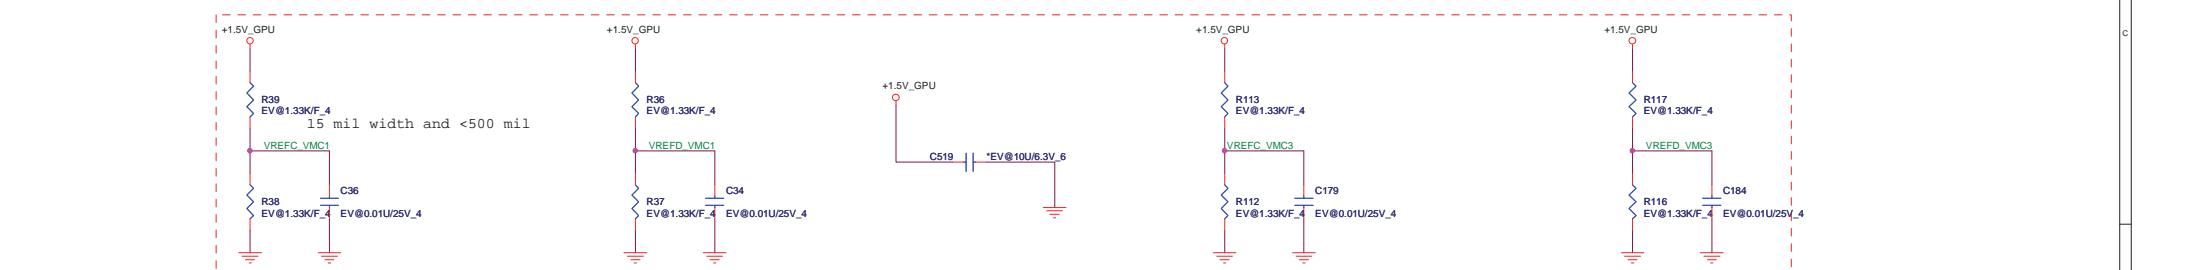 +1.5V_GPU
+1.5V_GPU
+1.5V_GPU
+1.5V_GPU
C
+1.5V_GPU
R39
EV@1.33K/F_4
R36
EV@1.33K/F_4
R113
EV@1.33K/F_4
R117
EV@1.33K/F_4
15 mil width and <500 mil
VREFC_VMC1
VREFD_VMC1
VREFC_VMC3
VREFD_VMC3
C519
*EV@10U/6.3V_6
C36
C34
C179
C184
R38
EV@1.33K/F_4
EV@0.01U/25V_4
R37
EV@1.33K/F_4
EV@0.01U/25V_4
R112
EV@1.33K/F_4
EV@0.01U/25V_4
R116
EV@1.33K/F_4
EV@0.01U/25V_4